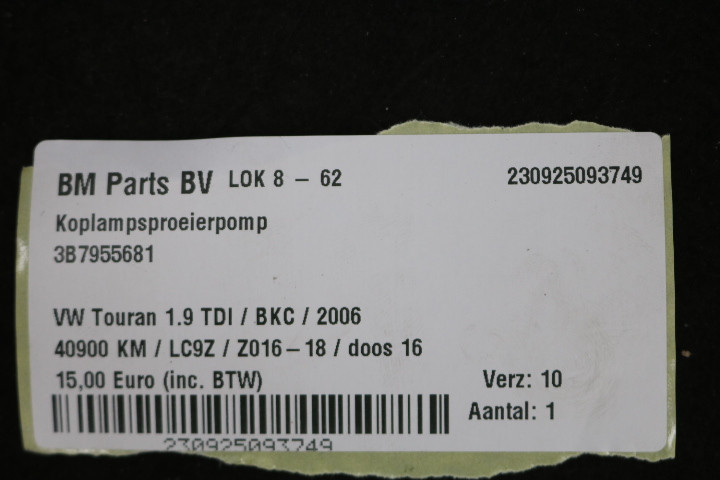 BM Parts BV LOK 8 – 62 230925093749
Koplampsproeierpomp
3B7955681
VW Touran 1.9 TDI / BKC / 2006
40900 KM / LC9Z / Z016–18 / doos 16
15,00 Euro (inc. BTW) Verz: 10
Aantal: 1
230925093749